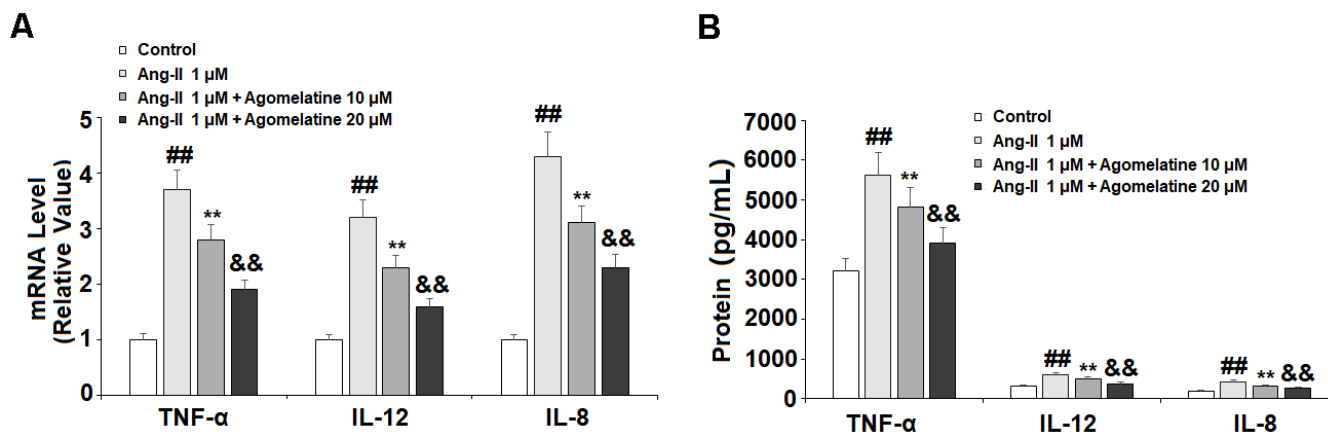 A
Control
Ang-II 1 µM
Ang-II 1 µM + Agomelatine 10 µM
Ang-II 1 µM + Agomelatine 20 µM
mRNA Level
(Relative Value)
5
4
3
2
1
0
##
**
&&
##
**
&&
##
**
&&
TNF-α IL-12 IL-8
B
Control
Ang-II 1 µM
Ang-II 1 µM + Agomelatine 10 µM
Ang-II 1 µM + Agomelatine 20 µM
Protein (pg/mL)
7000
6000
5000
4000
3000
2000
1000
0
##
**
&&
##
**
&&
##
**
&&
TNF-α IL-12 IL-8